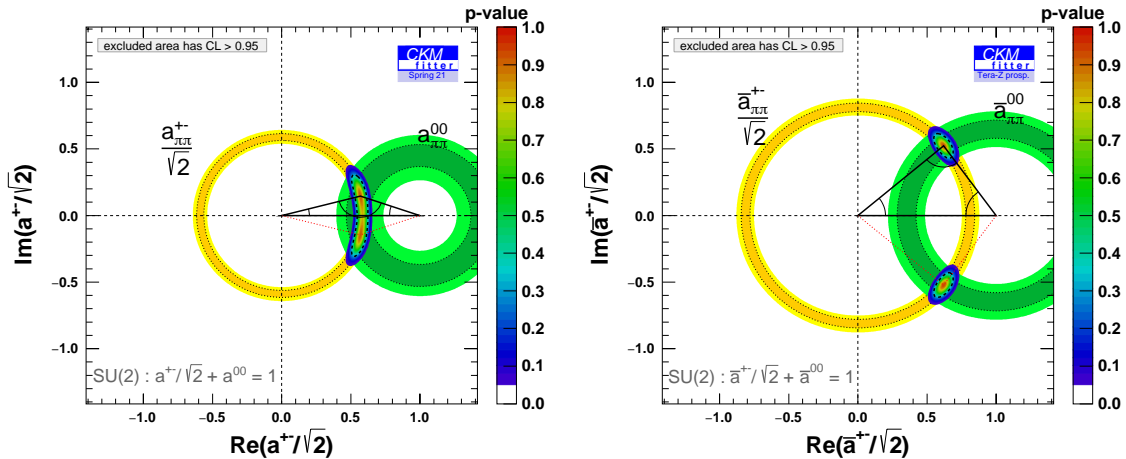 p-value
excluded area has CL > 0.95
CKM
fitter
Spring 21
a⁺⁻ππ
√2
a⁰⁰ππ
SU(2) : a⁺⁻/√2 + a⁰⁰ = 1
Im(a⁺⁻/√2)
1.0
0.5
0.0
−0.5
−1.0
−1.0
−0.5
0.0
0.5
1.0
Re(a⁺⁻/√2)
1.0
0.9
0.8
0.7
0.6
0.5
0.4
0.3
0.2
0.1
0.0
p-value
excluded area has CL > 0.95
CKM
fitter
Tera-Z prosp.
a̅⁺⁻ππ
√2
a̅⁰⁰ππ
SU(2) : a̅⁺⁻/√2 + a̅⁰⁰ = 1
Im(a̅⁺⁻/√2)
1.0
0.5
0.0
−0.5
−1.0
−1.0
−0.5
0.0
0.5
1.0
Re(a̅⁺⁻/√2)
1.0
0.9
0.8
0.7
0.6
0.5
0.4
0.3
0.2
0.1
0.0